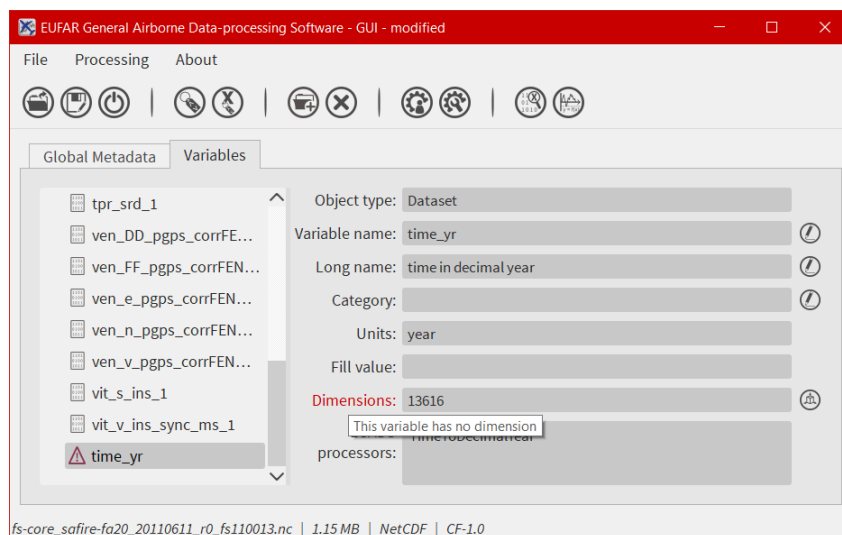 EUFAR General Airborne Data-processing Software - GUI - modified
File Processing About
Global Metadata Variables
tpr_srd_1
ven_DD_pgps_corrFE...
ven_FF_pgps_corrFEN...
ven_e_pgps_corrFEN...
ven_n_pgps_corrFEN...
ven_v_pgps_corrFEN...
vit_s_ins_1
vit_v_ins_sync_ms_1
time_yr
Object type: Dataset
Variable name: time_yr
Long name: time in decimal year
Category:
Units: year
Fill value:
Dimensions: 13616
This variable has no dimension
processors:
fs-core_safire-fa20_20110611_r0_fs110013.nc | 1.15 MB | NetCDF | CF-1.0